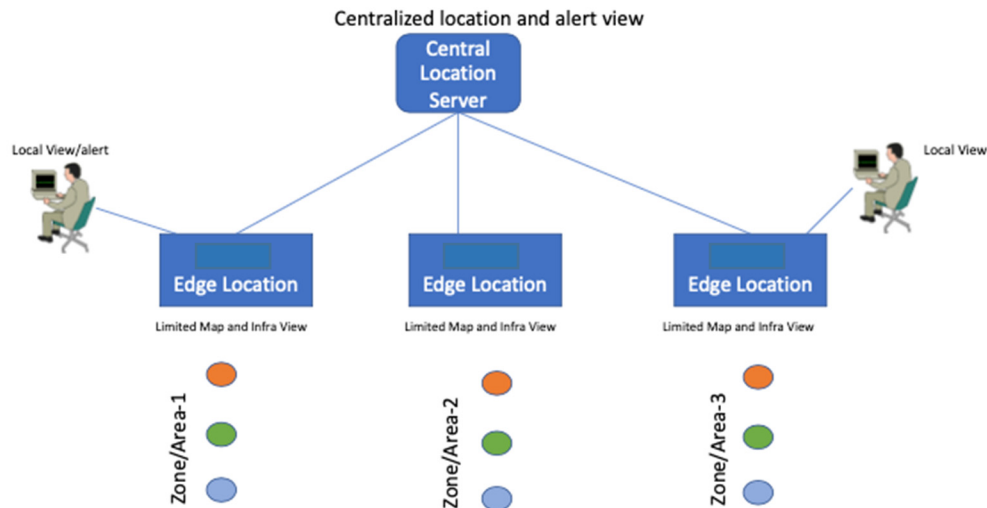 Centralized location and alert view
Central
Location
Server
Local View/alert
Local View
Edge Location
Edge Location
Edge Location
Limited Map and Infra View
Limited Map and Infra View
Limited Map and Infra View
Zone/Area-1
Zone/Area-2
Zone/Area-3